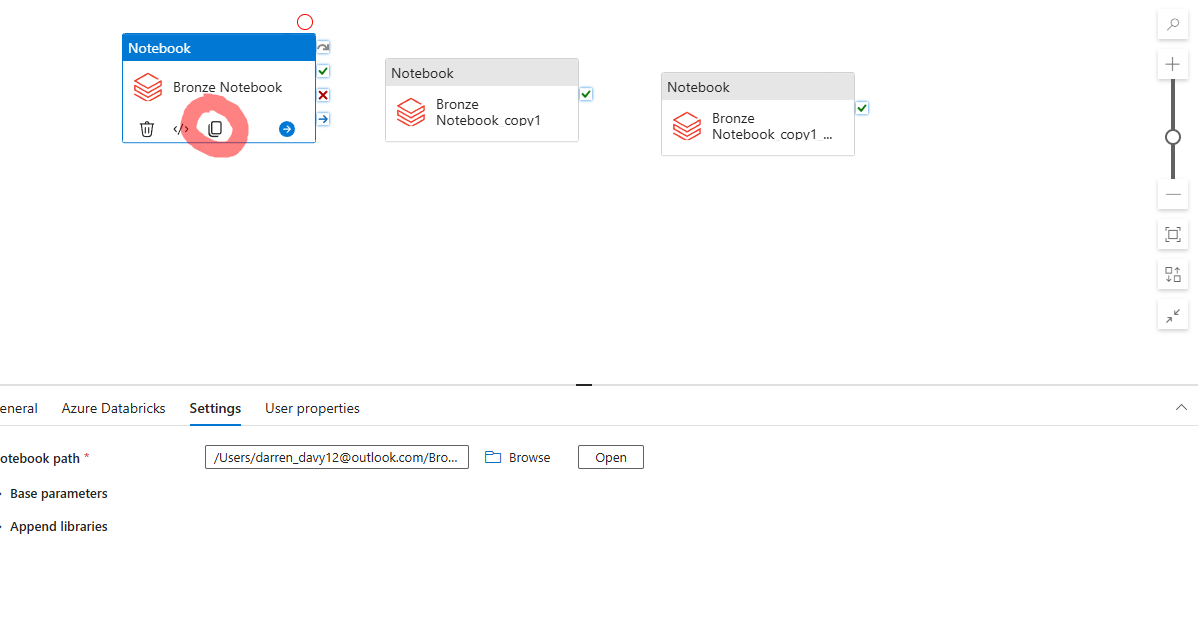 Notebook
Bronze Notebook
Notebook
Bronze
Notebook_copy1
Notebook
Bronze
Notebook_copy1_...
eneral
Azure Databricks
Settings
User properties
otebook path *
/Users/darren_davy12@outlook.com/Bro...
Browse
Open
Base parameters
Append libraries